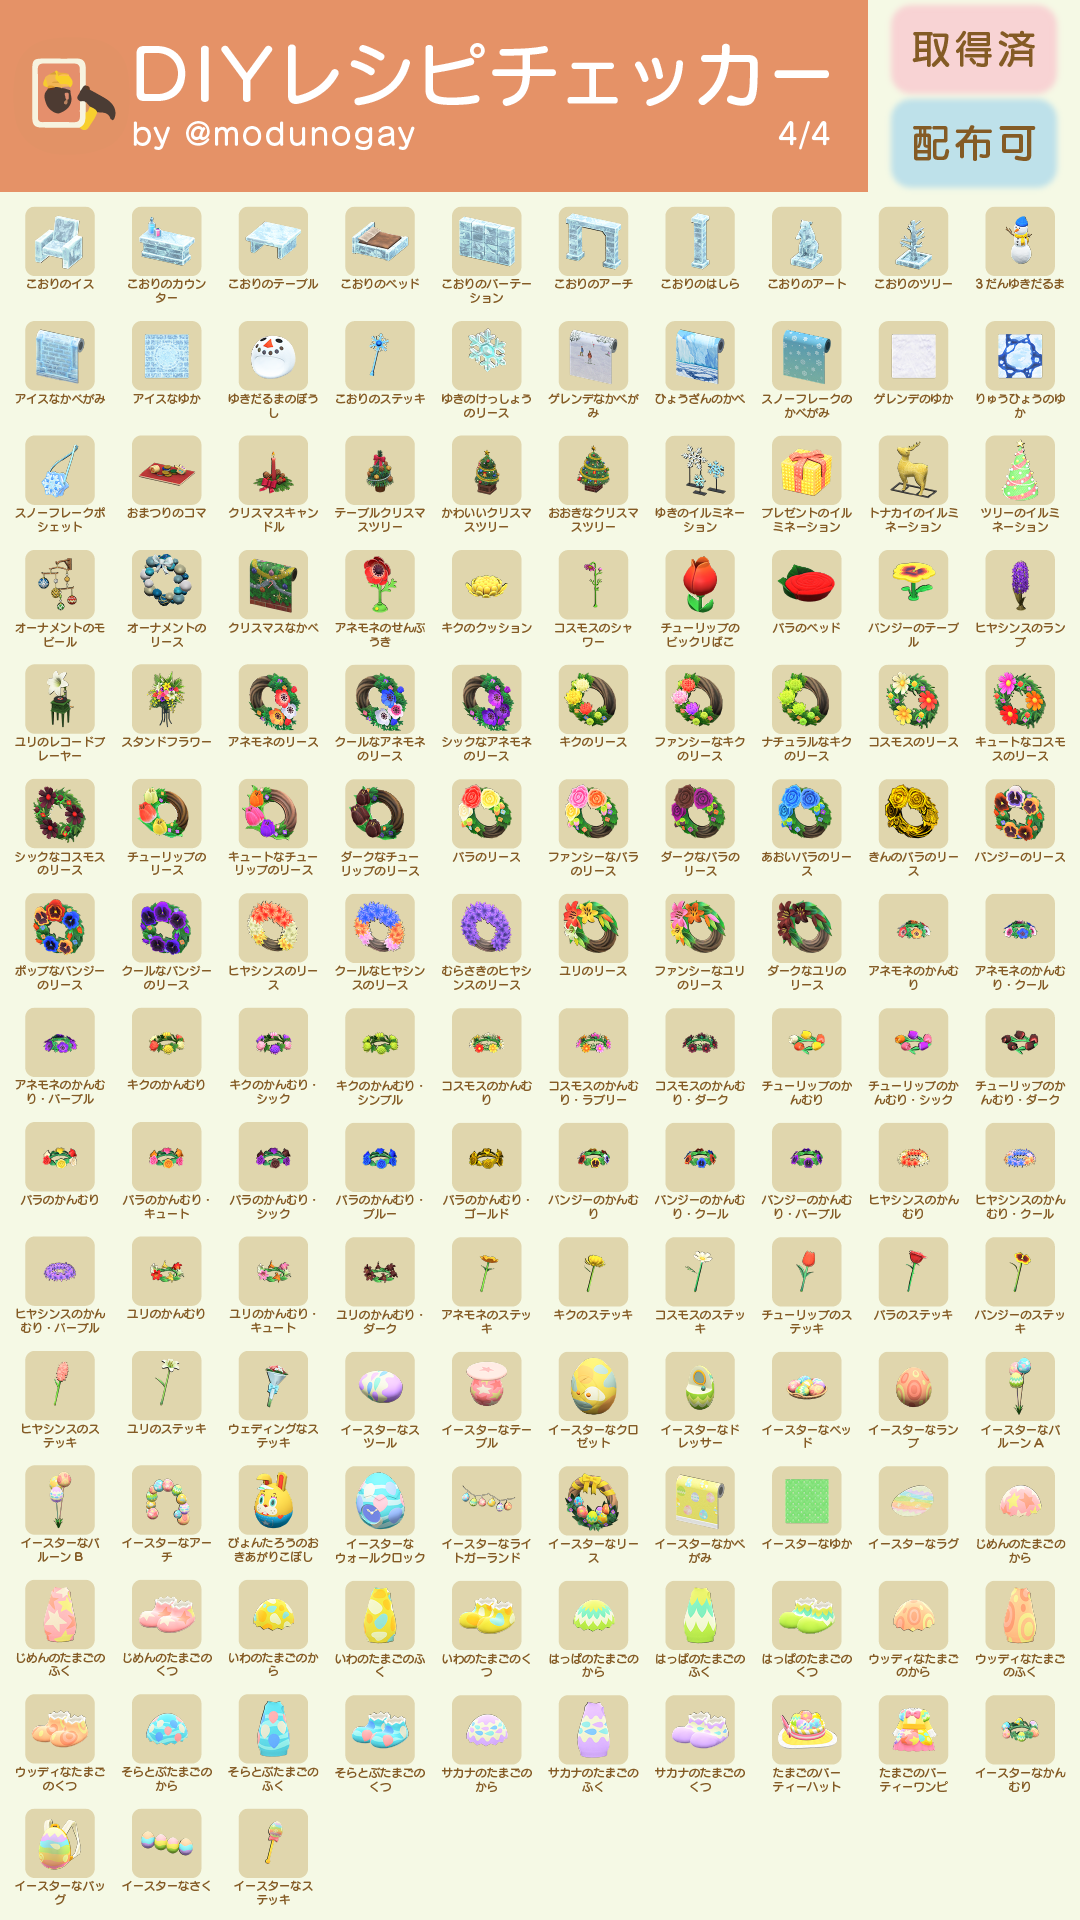 DIYレシピチェッカー
by @modunogay
4/4
取得済
配布可
こおりのイス
こおりのカウン
ター
こおりのテーブル
こおりのベッド
こおりのパーテー
ション
こおりのアーチ
こおりのはしら
こおりのアート
こおりのツリー
3だんゆきだるま
アイスなかべがみ
アイスなゆか
ゆきだるまのぼう
し
こおりのステッキ
ゆきのけっしょう
のリース
ゲレンデなかべが
み
ひょうざんのかべ
スノーフレークの
かべがみ
ゲレンデのゆか
りゅうひょうのゆ
か
スノーフレークポ
シェット
おまつりのコマ
クリスマスキャン
ドル
テーブルクリスマ
スツリー
かわいいクリスマ
スツリー
おおきなクリスマ
スツリー
ゆきのイルミネー
ション
プレゼントのイル
ミネーション
トナカイのイルミ
ネーション
ツリーのイルミ
ネーション
オーナメントのモ
ビール
オーナメントの
リース
クリスマスなかべ
アネモネのせんぷ
うき
キクのクッション
コスモスのシャ
ワー
チューリップの
ビックリばこ
バラのベッド
パンジーのテーブ
ル
ヒヤシンスのラン
プ
ユリのレコードプ
レーヤー
スタンドフラワー
アネモネのリース
クールなアネモネ
のリース
シックなアネモネ
のリース
キクのリース
ファンシーなキク
のリース
ナチュラルなキク
のリース
コスモスのリース
キュートなコスモ
スのリース
シックなコスモス
のリース
チューリップの
リース
キュートなチュー
リップのリース
ダークなチュー
リップのリース
バラのリース
ファンシーなバラ
のリース
ダークなバラの
リース
あおいバラのリー
ス
きんのバラのリー
ス
パンジーのリース
ポップなパンジー
のリース
クールなパンジー
のリース
ヒヤシンスのリー
ス
クールなヒヤシン
スのリース
むらさきのヒヤシ
ンスのリース
ユリのリース
ファンシーなユリ
のリース
ダークなユリの
リース
アネモネのかんむ
り
アネモネのかんむ
り・クール
アネモネのかんむ
り・パープル
キクのかんむり
キクのかんむり・
シック
キクのかんむり・
シンプル
コスモスのかんむ
り
コスモスのかんむ
り・ラブリー
コスモスのかんむ
り・ダーク
チューリップのか
んむり
チューリップのか
んむり・シック
チューリップのか
んむり・ダーク
バラのかんむり
バラのかんむり・
キュート
バラのかんむり・
シック
バラのかんむり・
ブルー
バラのかんむり・
ゴールド
パンジーのかんむ
り
パンジーのかんむ
り・クール
パンジーのかんむ
り・パープル
ヒヤシンスのかん
むり
ヒヤシンスのかん
むり・クール
ヒヤシンスのかん
むり・パープル
ユリのかんむり
ユリのかんむり・
キュート
ユリのかんむり・
ダーク
アネモネのステッ
キ
キクのステッキ
コスモスのステッ
キ
チューリップのス
テッキ
バラのステッキ
パンジーのステッ
キ
ヒヤシンスのス
テッキ
ユリのステッキ
ウェディングなス
テッキ
イースターなス
ツール
イースターなテー
ブル
イースターなクロ
ゼット
イースターなド
レッサー
イースターなベッ
ド
イースターなラン
プ
イースターなバ
ルーンA
イースターなバ
ルーンB
イースターなアー
チ
ぴょんたろうのお
きあがりこぼし
イースターな
ウォールクロック
イースターなライ
トガーランド
イースターなリー
ス
イースターなかべ
がみ
イースターなゆか
イースターなラグ
じめんのたまごの
から
じめんのたまごの
ふく
じめんのたまごの
くつ
いわのたまごのか
ら
いわのたまごのふ
く
いわのたまごのく
つ
はっぱのたまごの
から
はっぱのたまごの
ふく
はっぱのたまごの
くつ
ウッディなたまご
のから
ウッディなたまご
のふく
ウッディなたまご
のくつ
そらとぶたまごの
から
そらとぶたまごの
ふく
そらとぶたまごの
くつ
サカナのたまごの
から
サカナのたまごの
ふく
サカナのたまごの
くつ
たまごのパー
ティーハット
たまごのパー
ティーワンピ
イースターなかん
むり
イースターなバッ
グ
イースターなさく
イースターなス
テッキ